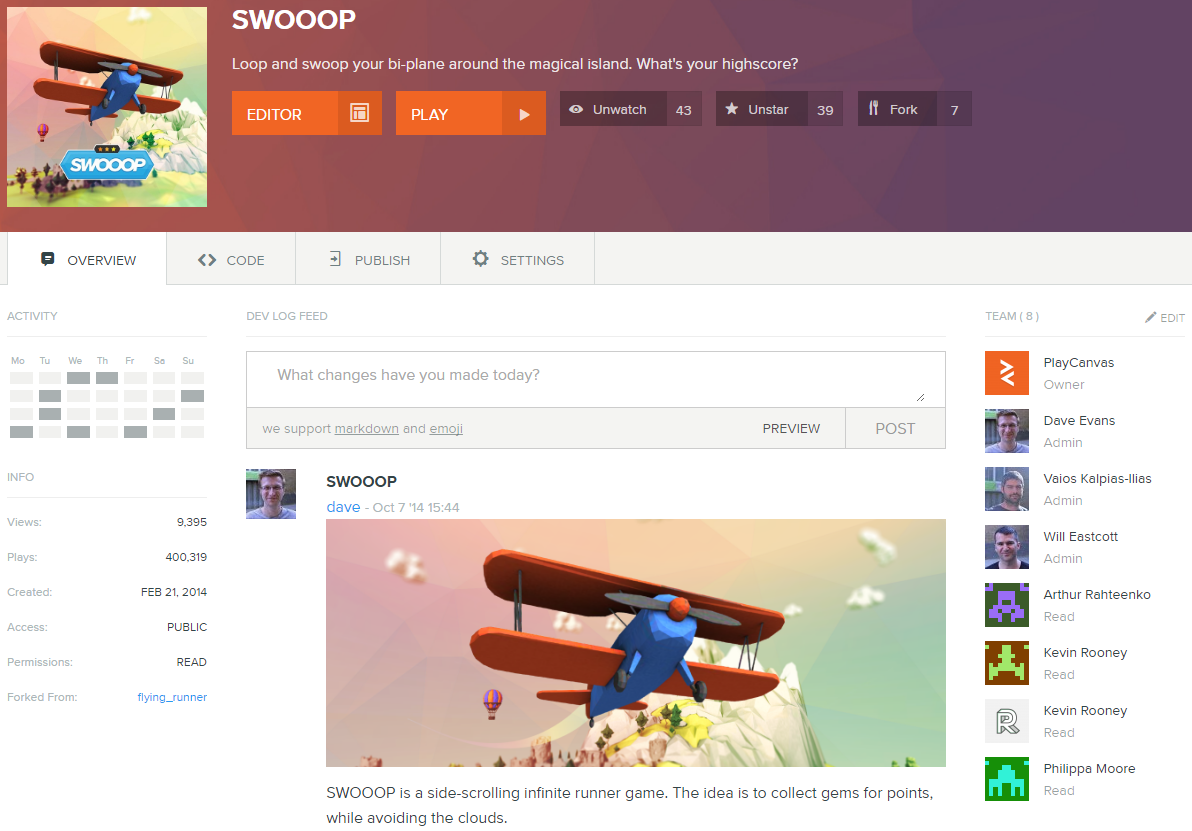 SWOOOP
Loop and swoop your bi-plane around the magical island. What's your highscore?
EDITOR
PLAY
Unwatch 43
Unstar 39
Fork 7
SWOOOP
OVERVIEW
CODE
PUBLISH
SETTINGS
ACTIVITY
Mo Tu We Th Fr Sa Su
INFO
Views: 9,395
Plays: 400,319
Created: FEB 21, 2014
Access: PUBLIC
Permissions: READ
Forked From: flying_runner
DEV LOG FEED
What changes have you made today?
we support markdown and emoji
PREVIEW
POST
SWOOOP
dave - Oct 7 '14 15:44
SWOOOP is a side-scrolling infinite runner game. The idea is to collect gems for points,
while avoiding the clouds.
TEAM ( 8 )
EDIT
PlayCanvas
Owner
Dave Evans
Admin
Vaios Kalpias-Ilias
Admin
Will Eastcott
Admin
Arthur Rahteenko
Read
Kevin Rooney
Read
Kevin Rooney
Read
Philippa Moore
Read